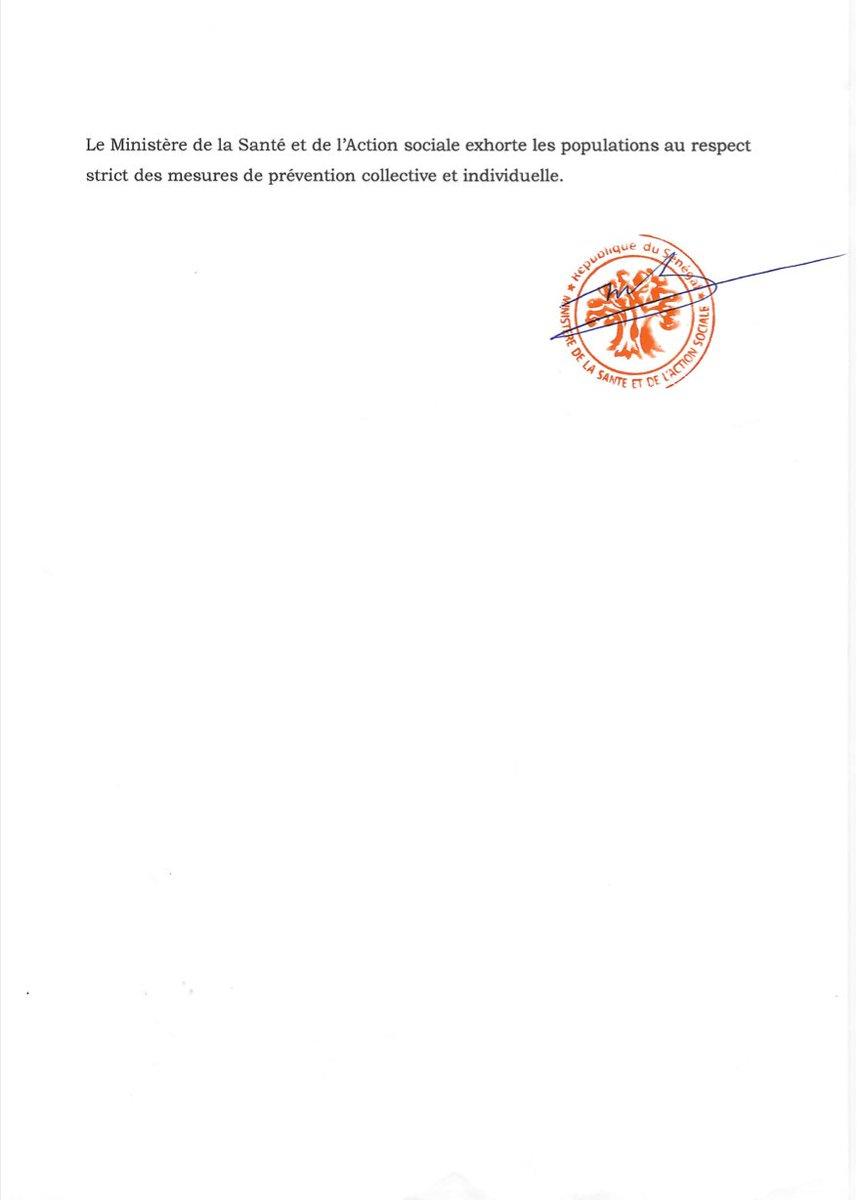 Le Ministère de la Santé et de l'Action sociale exhorte les populations au respect
strict des mesures de prévention collective et individuelle.
★ République du Sénégal ★
MINISTERE DE LA SANTE ET DE L'ACTION SOCIALE